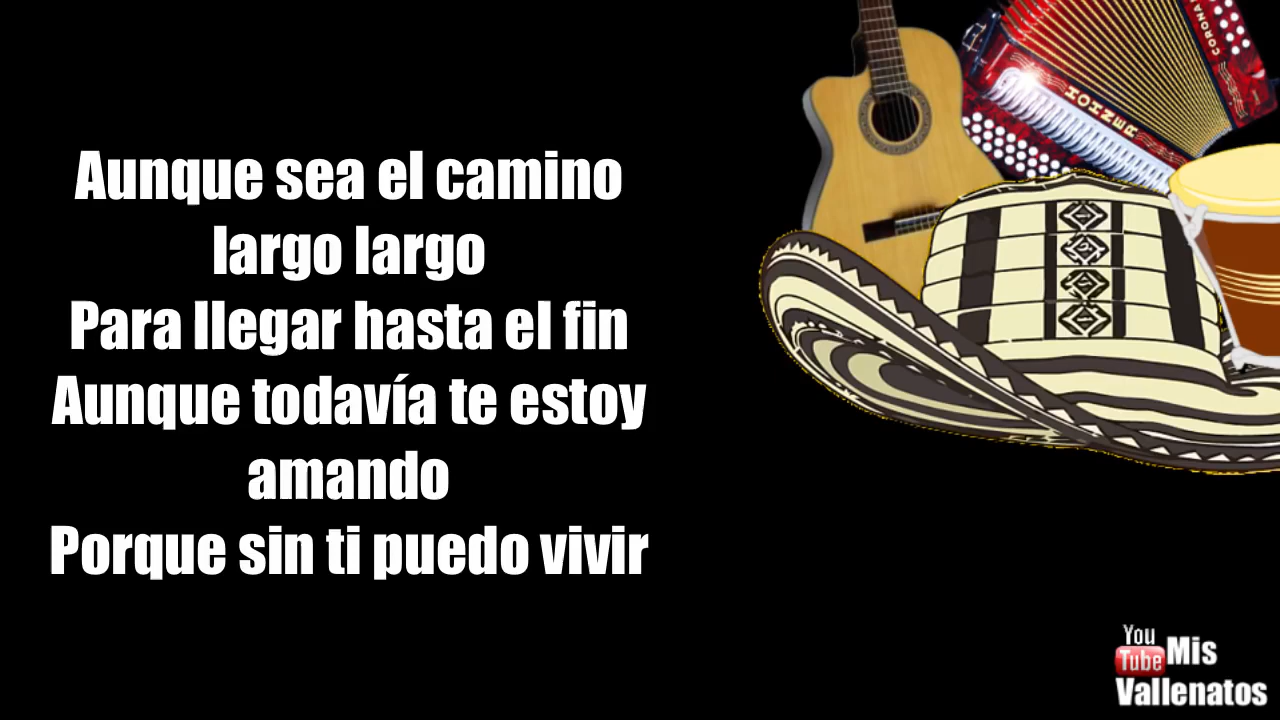 Aunque sea el camino
largo largo
Para llegar hasta el fin
Aunque todavía te estoy
amando
Porque sin ti puedo vivir
HOHNER
CORONA
You
Tube Mis
Vallenatos